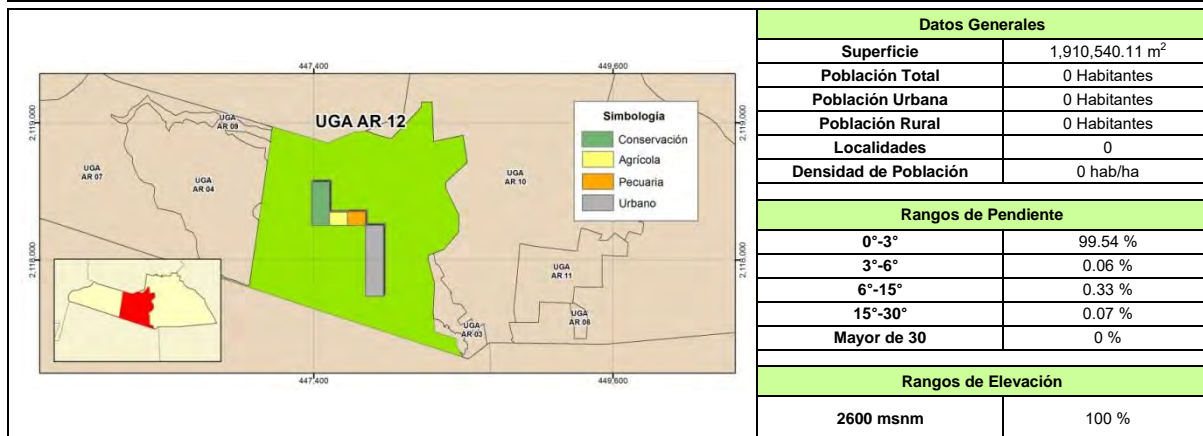 447,400
449,600
2,119,000
2,119,000
2,118,000
2,118,000
447,400
449,600
UGA AR 12
UGA
AR 09
UGA
AR 07
UGA
AR 04
UGA
AR 10
UGA
AR 11
UGA
AR 08
UGA
AR 03
Simbología
Conservación
Agrícola
Pecuaria
Urbano
Datos Generales
Superficie 1,910,540.11 m²
Población Total 0 Habitantes
Población Urbana 0 Habitantes
Población Rural 0 Habitantes
Localidades 0
Densidad de Población 0 hab/ha
Rangos de Pendiente
0°-3° 99.54 %
3°-6° 0.06 %
6°-15° 0.33 %
15°-30° 0.07 %
Mayor de 30 0 %
Rangos de Elevación
2600 msnm 100 %